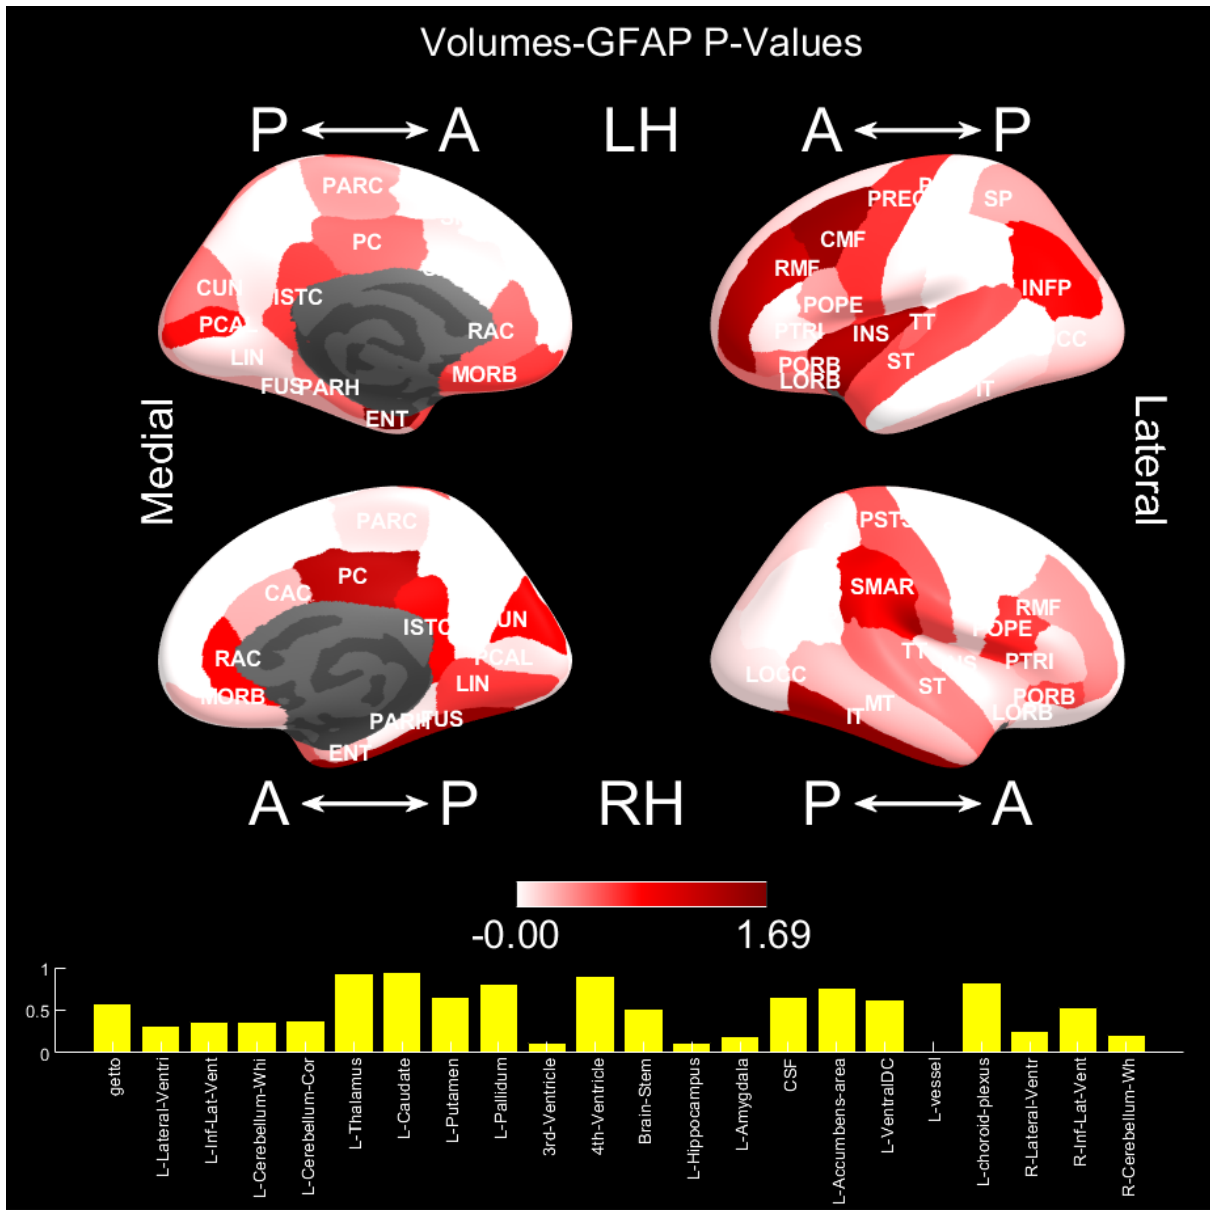 Volumes-GFAP P-Values
P A LH A P
PARC
PC
CUN
ISTC
PCAL
RAC
LIN
MORB
FUS
PARH
ENT
PREC
SP
CMF
RMF
INFP
POPE
TT
PTRI
INS
CC
ST
PORB
LORB
IT
Medial
Lateral
PARC
PC
CAC
ISTC
UN
RAC
PCAL
LIN
MORB
PARH
FUS
ENT
PSTS
SMAR
RMF
POPE
TT
PTRI
LOCC
ST
PORB
MT
LORB
IT
A P RH P A
-0.00 1.69
1
0.5
0
getto
L-Lateral-Ventri
L-Inf-Lat-Vent
L-Cerebellum-Whi
L-Cerebellum-Cor
L-Thalamus
L-Caudate
L-Putamen
L-Pallidum
3rd-Ventricle
4th-Ventricle
Brain-Stem
L-Hippocampus
L-Amygdala
CSF
L-Accumbens-area
L-VentralDC
L-vessel
L-choroid-plexus
R-Lateral-Ventr
R-Inf-Lat-Vent
R-Cerebellum-Wh